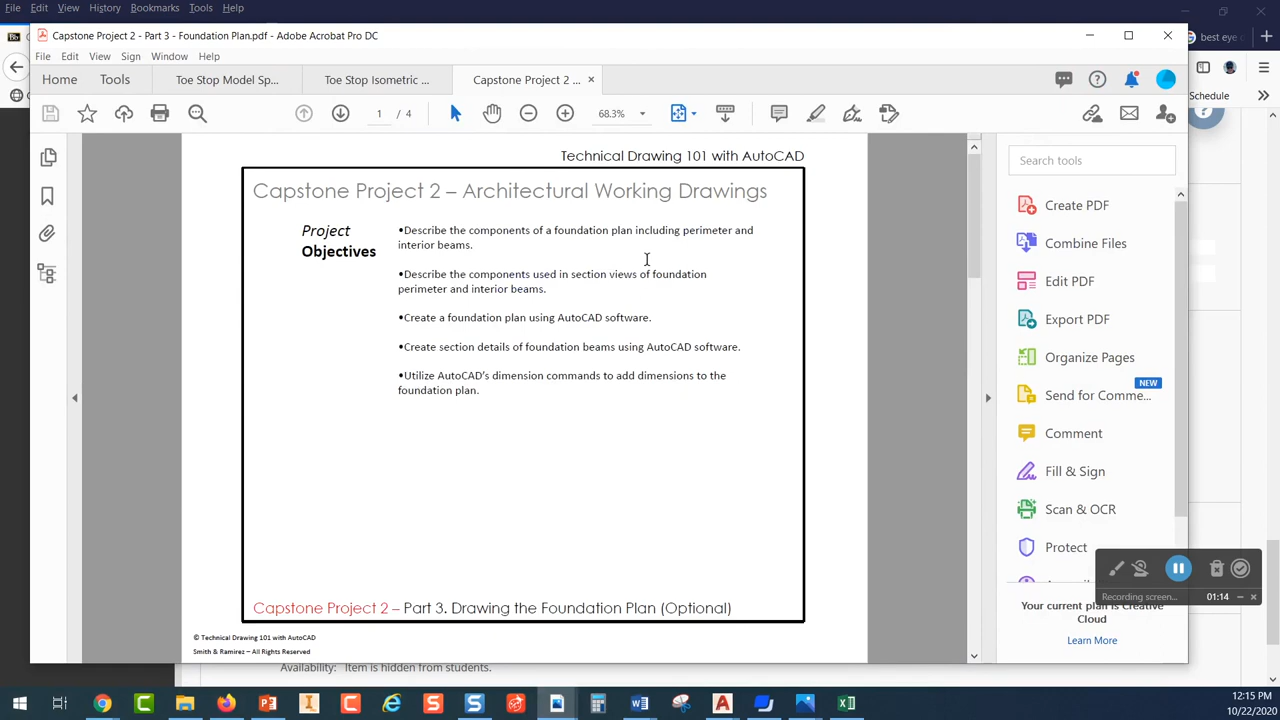 File Edit View History Bookmarks Tools Help
Capstone Project 2 - Part 3 - Foundation Plan.pdf - Adobe Acrobat Pro DC
best eye
File Edit View Sign Window Help
Home Tools Toe Stop Model Sp... Toe Stop Isometric ... Capstone Project 2 ...
Schedule
1 / 4 68.3%
Technical Drawing 101 with AutoCAD
Capstone Project 2 – Architectural Working Drawings
Project
Objectives
•Describe the components of a foundation plan including perimeter and
interior beams.
•Describe the components used in section views of foundation
perimeter and interior beams.
•Create a foundation plan using AutoCAD software.
•Create section details of foundation beams using AutoCAD software.
•Utilize AutoCAD's dimension commands to add dimensions to the
foundation plan.
Capstone Project 2 – Part 3. Drawing the Foundation Plan (Optional)
© Technical Drawing 101 with AutoCAD
Smith & Ramirez – All Rights Reserved
Search tools
Create PDF
Combine Files
Edit PDF
Export PDF
Organize Pages
NEW
Send for Comme...
Comment
Fill & Sign
Scan & OCR
Protect
Recording screen... 01:14
Your current plan is Creative
Cloud
Learn More
Availability: Item is hidden from students.
12:15 PM
10/22/2020